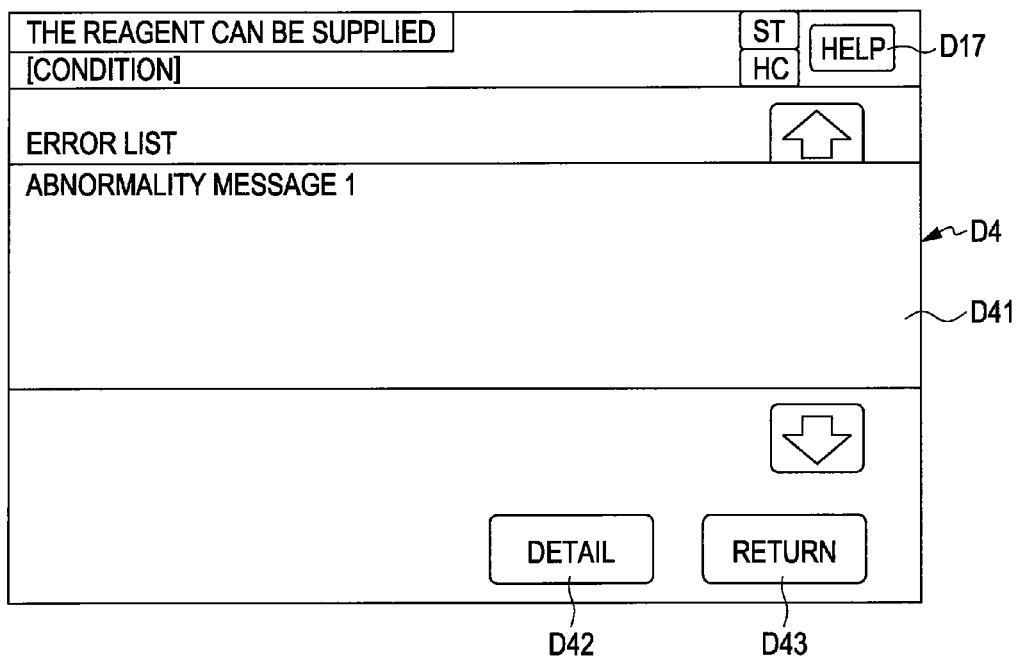 THE REAGENT CAN BE SUPPLIED
ST
HELP
D17
[CONDITION]
HC
ERROR LIST
ABNORMALITY MESSAGE 1
D4
D41
DETAIL
RETURN
D42
D43